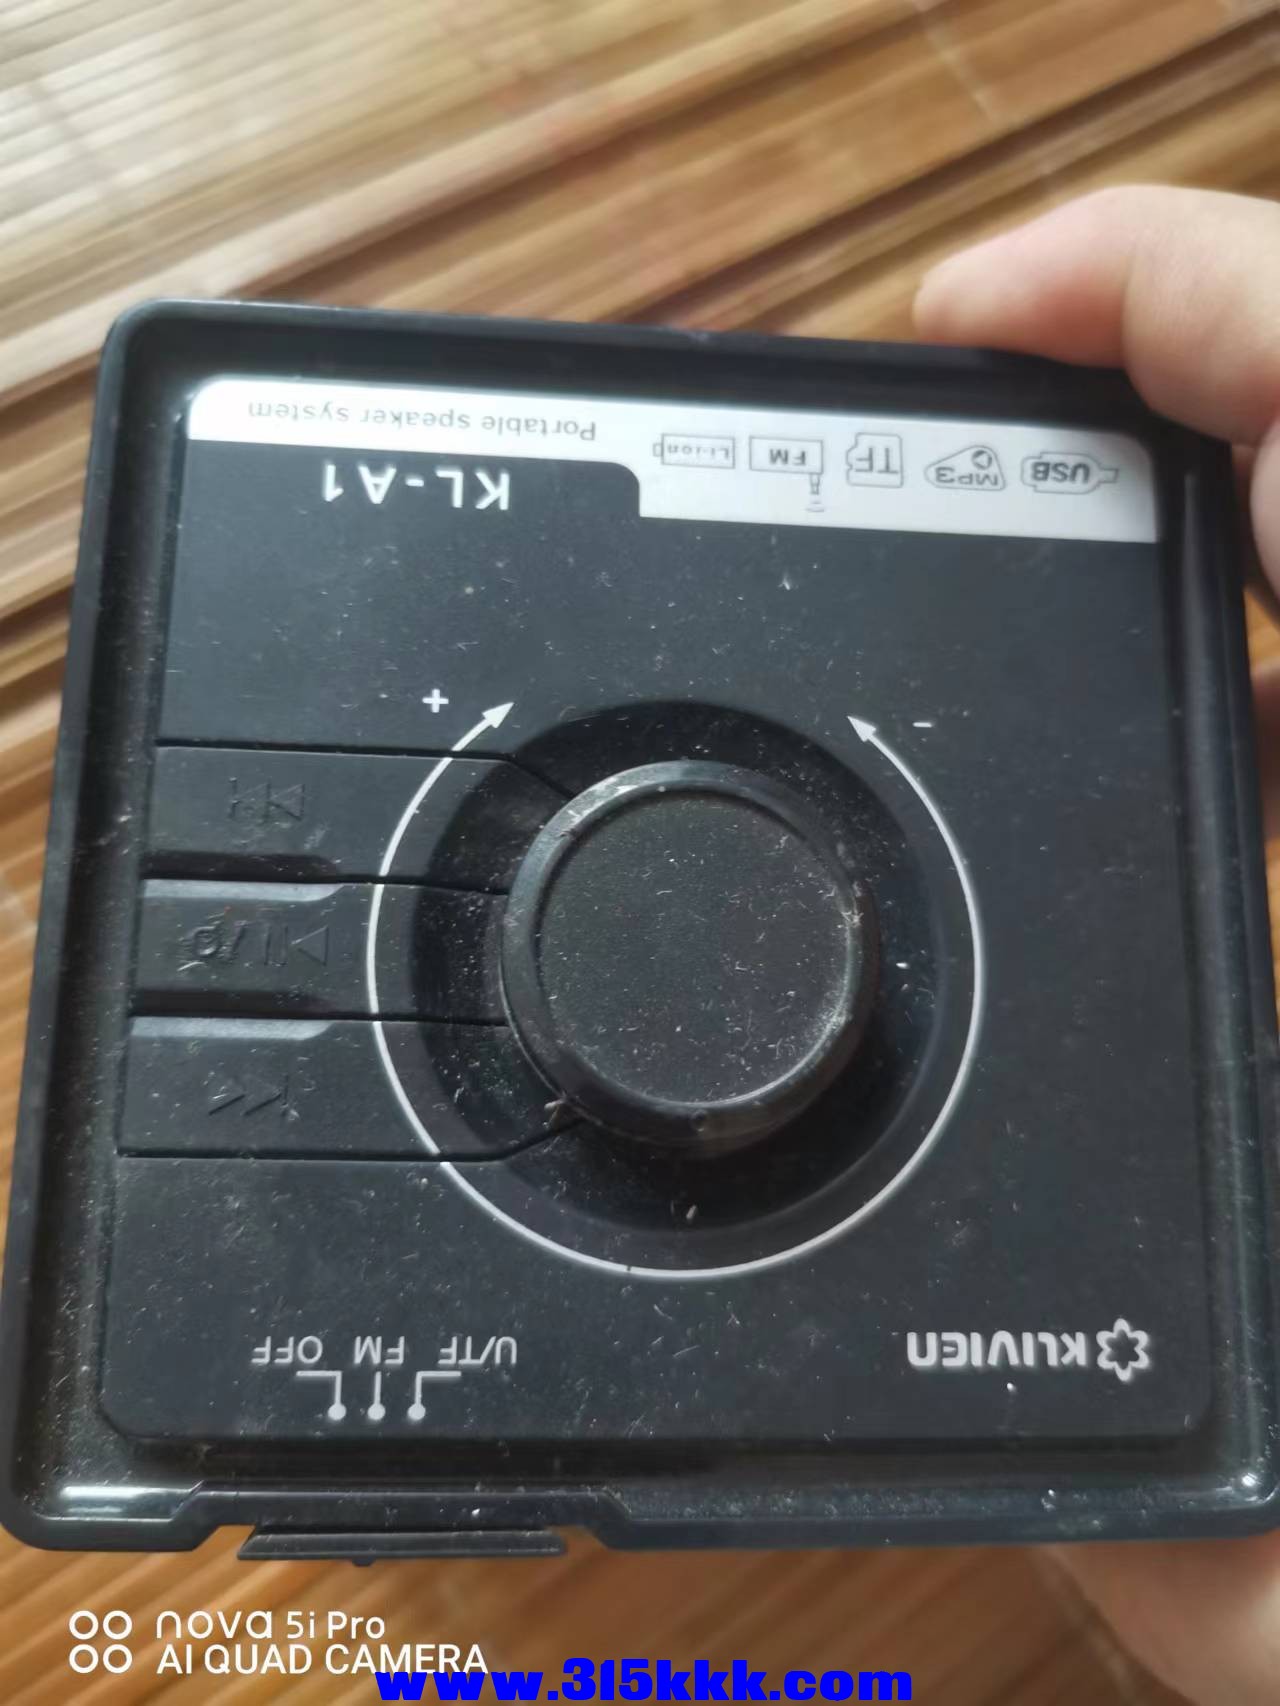 KLIVIEN
U/TF FM OFF
KL-A1
USB MP3 TF FM Li-ion
Portable speaker system
+
-
nova 5i Pro
AI QUAD CAMERA
www.315kkk.com